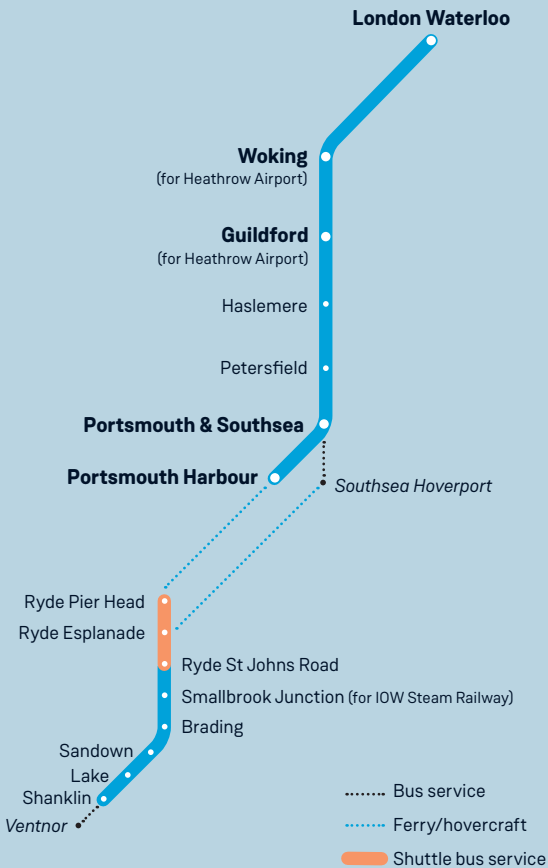 London Waterloo
Woking
(for Heathrow Airport)
Guildford
(for Heathrow Airport)
Haslemere
Petersfield
Portsmouth & Southsea
Portsmouth Harbour
Southsea Hoverport
Ryde Pier Head
Ryde Esplanade
Ryde St Johns Road
Smallbrook Junction (for IOW Steam Railway)
Brading
Sandown
Lake
Shanklin
Ventnor
Bus service
Ferry/hovercraft
Shuttle bus service